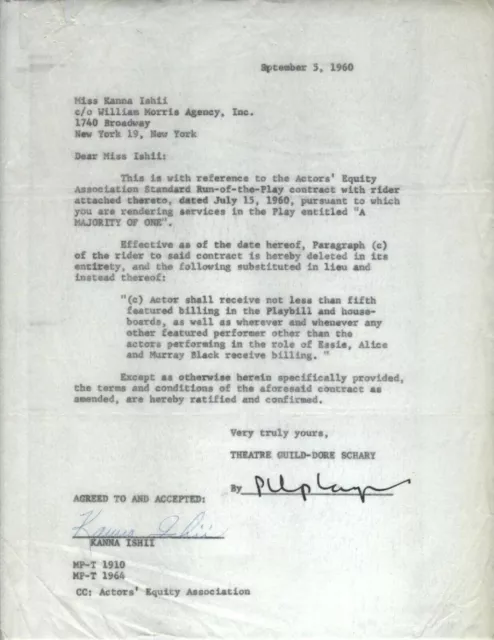 Sptember 5, 1960
Miss Kanna Ishii
c/o William Morris Agency, Inc.
1740 Broadway
New York 19, New York
Dear Miss Ishii:
This is with reference to the Actors' Equity
Association Standard Run-of-the-Play contract with rider
attached thereto, dated July 15, 1960, pursuant to which
you are rendering services in the Play entitled "A
MAJORITY OF ONE".
Effective as of the date hereof, Paragraph (c)
of the rider to said contract is hereby deleted in its
entirety, and the following substituted in lieu and
instead thereof:
"(c) Actor shall receive not less than fifth
featured billing in the Playbill and house-
boards, as well as wherever and whenever any
other featured performer other than the
actors performing in the role of Essie, Alice
and Murray Black receive billing. "
Except as otherwise herein specifically provided,
the terms and conditions of the aforesaid contract as
amended, are hereby ratified and confirmed.
Very truly yours,
THEATRE GUILD-DORE SCHARY
By
AGREED TO AND ACCEPTED:
Kanna Ishii
KANNA ISHII
MP-T 1910
MP-T 1964
CC: Actors' Equity Association